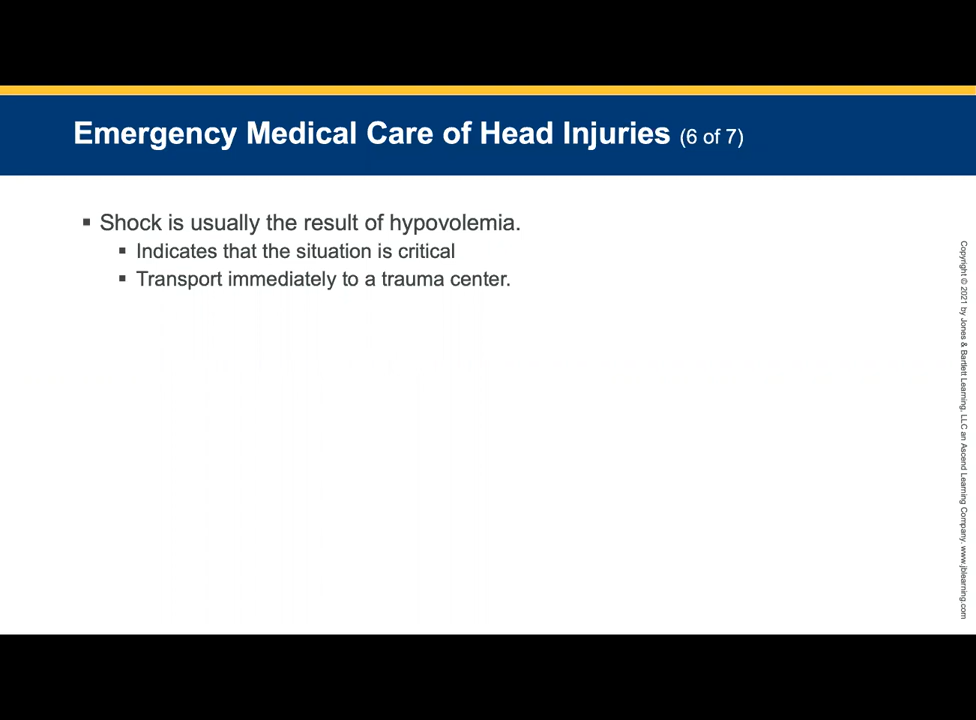 Emergency Medical Care of Head Injuries (6 of 7)
▪ Shock is usually the result of hypovolemia.
▪ Indicates that the situation is critical
▪ Transport immediately to a trauma center.
Copyright © 2021 by Jones & Bartlett Learning, LLC an Ascend Learning Company. www.jblearning.com